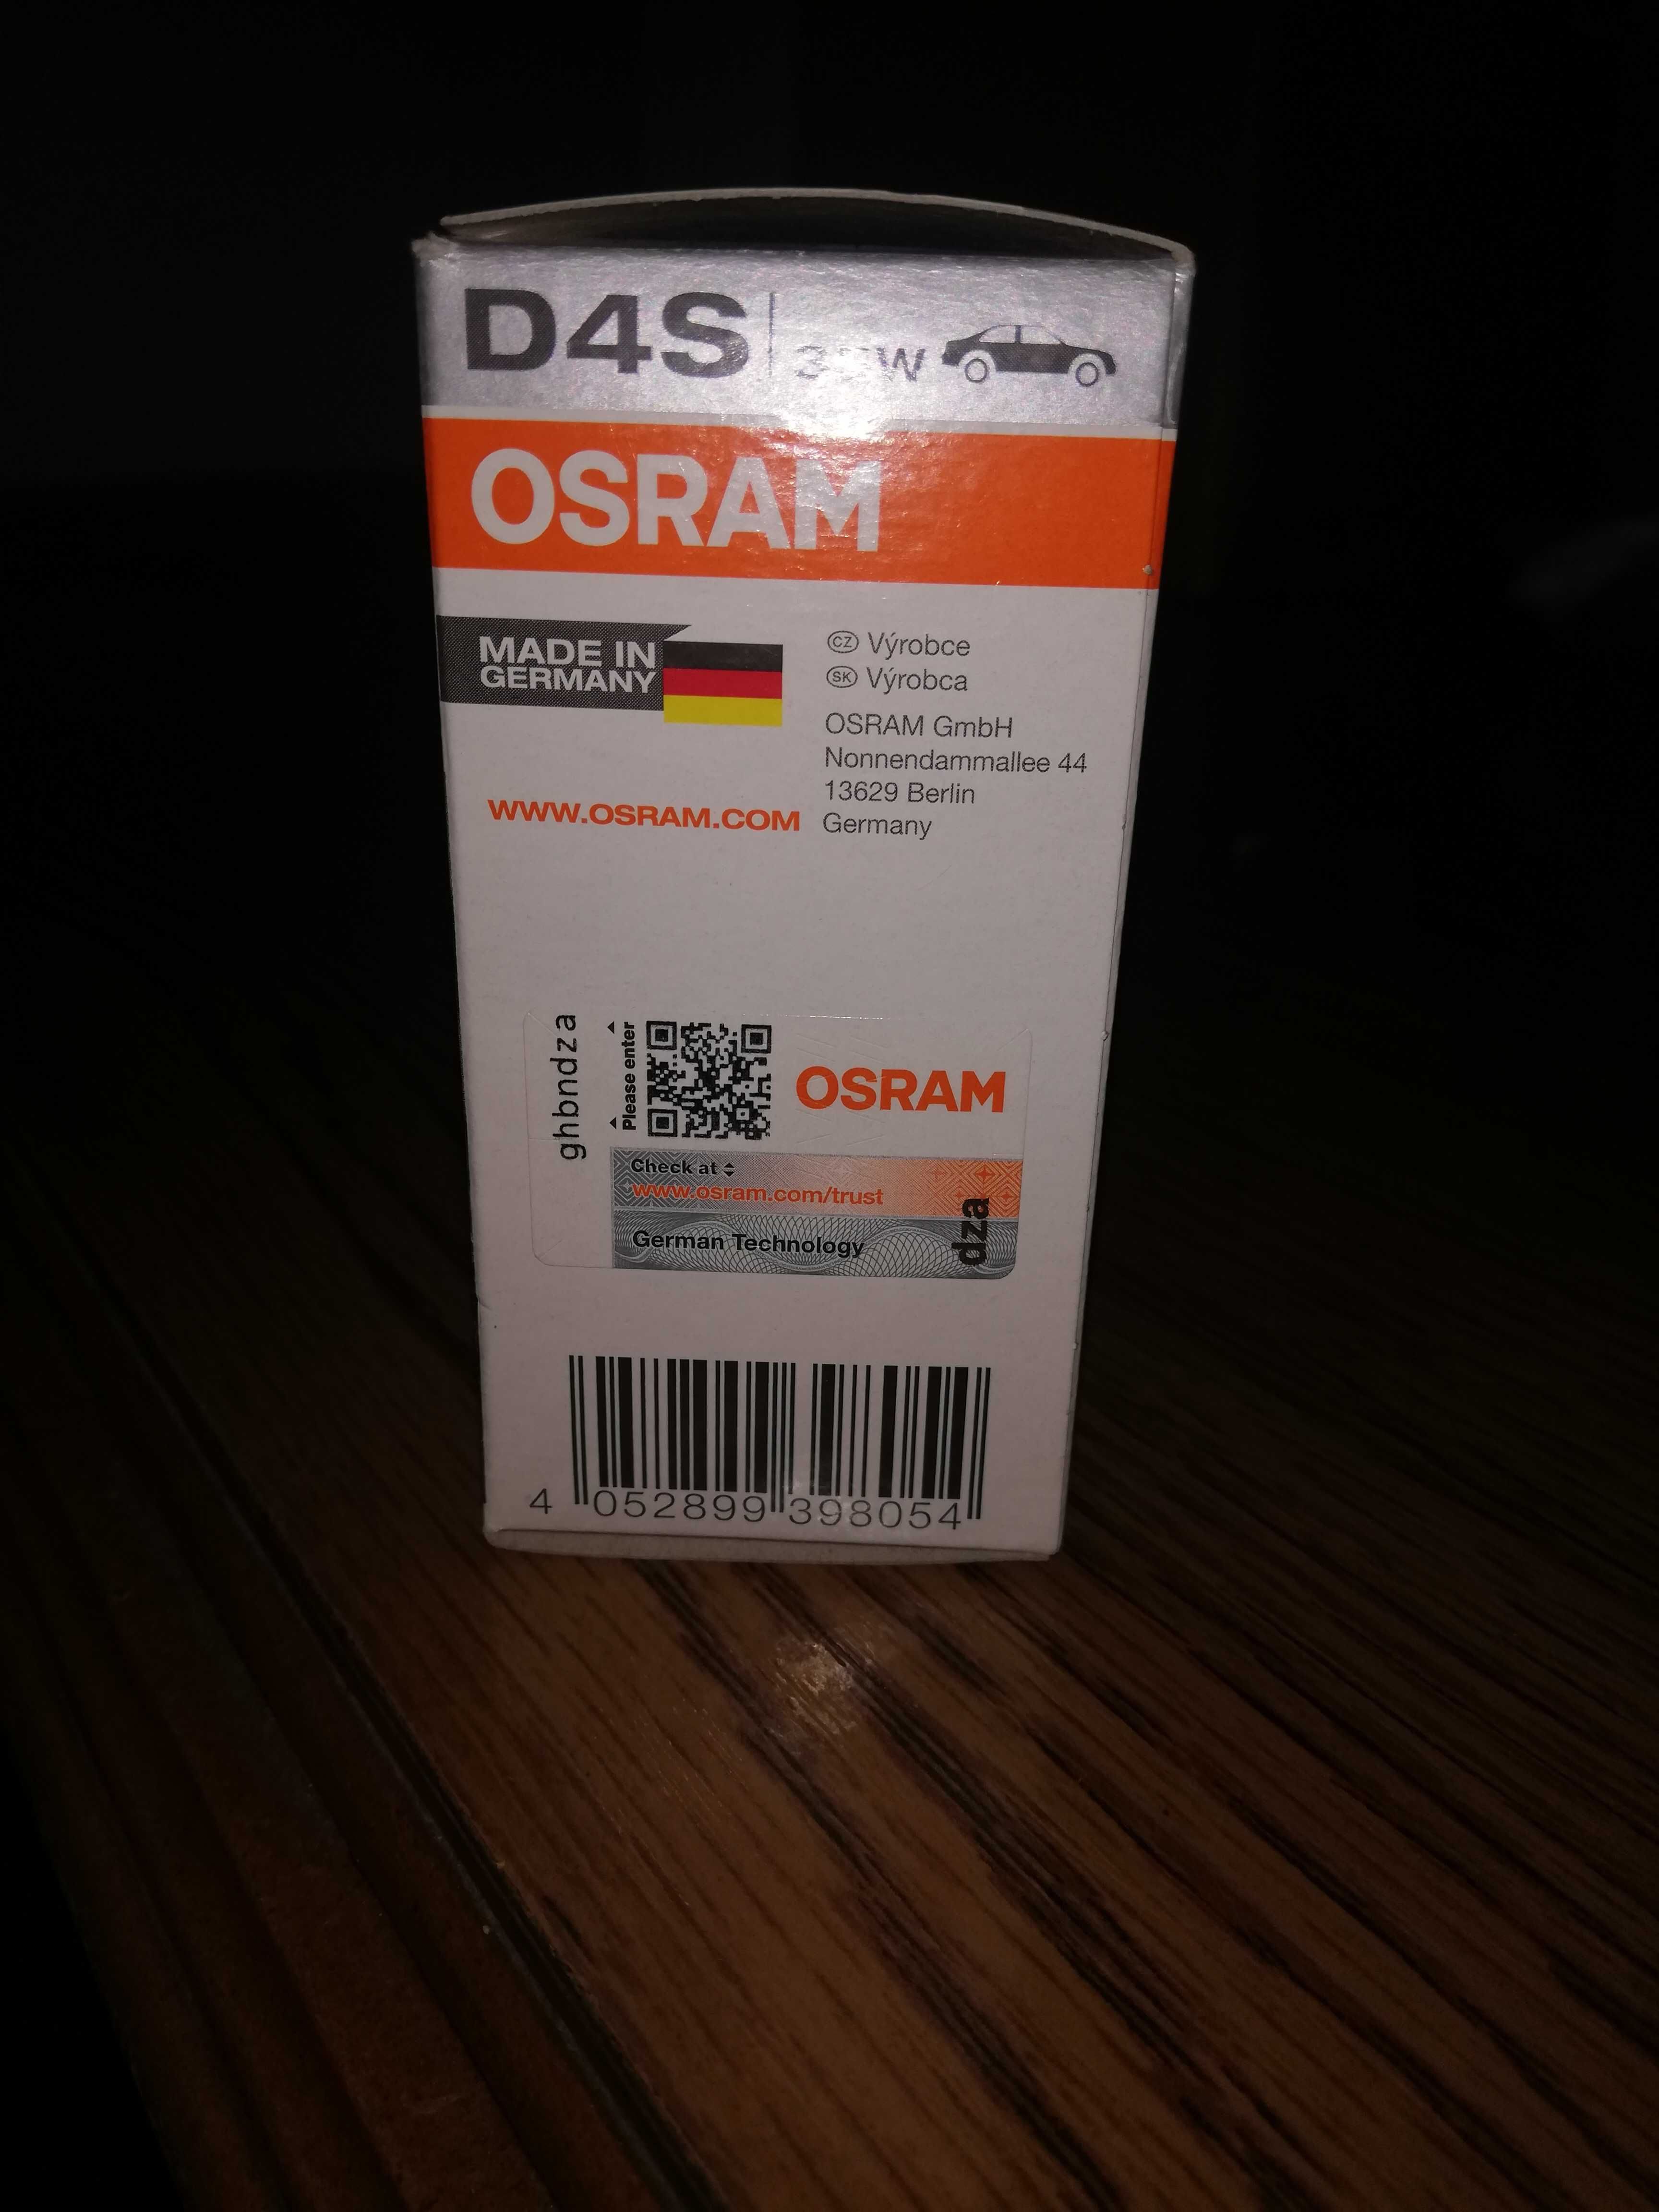 D4S 35W
OSRAM
MADE IN
GERMANY
CZ Výrobce
SK Výrobca
OSRAM GmbH
Nonnendammallee 44
13629 Berlin
Germany
WWW.OSRAM.COM
ghbndza
Please enter
OSRAM
Check at
www.osram.com/trust
German Technology
dza
4 052899 398054